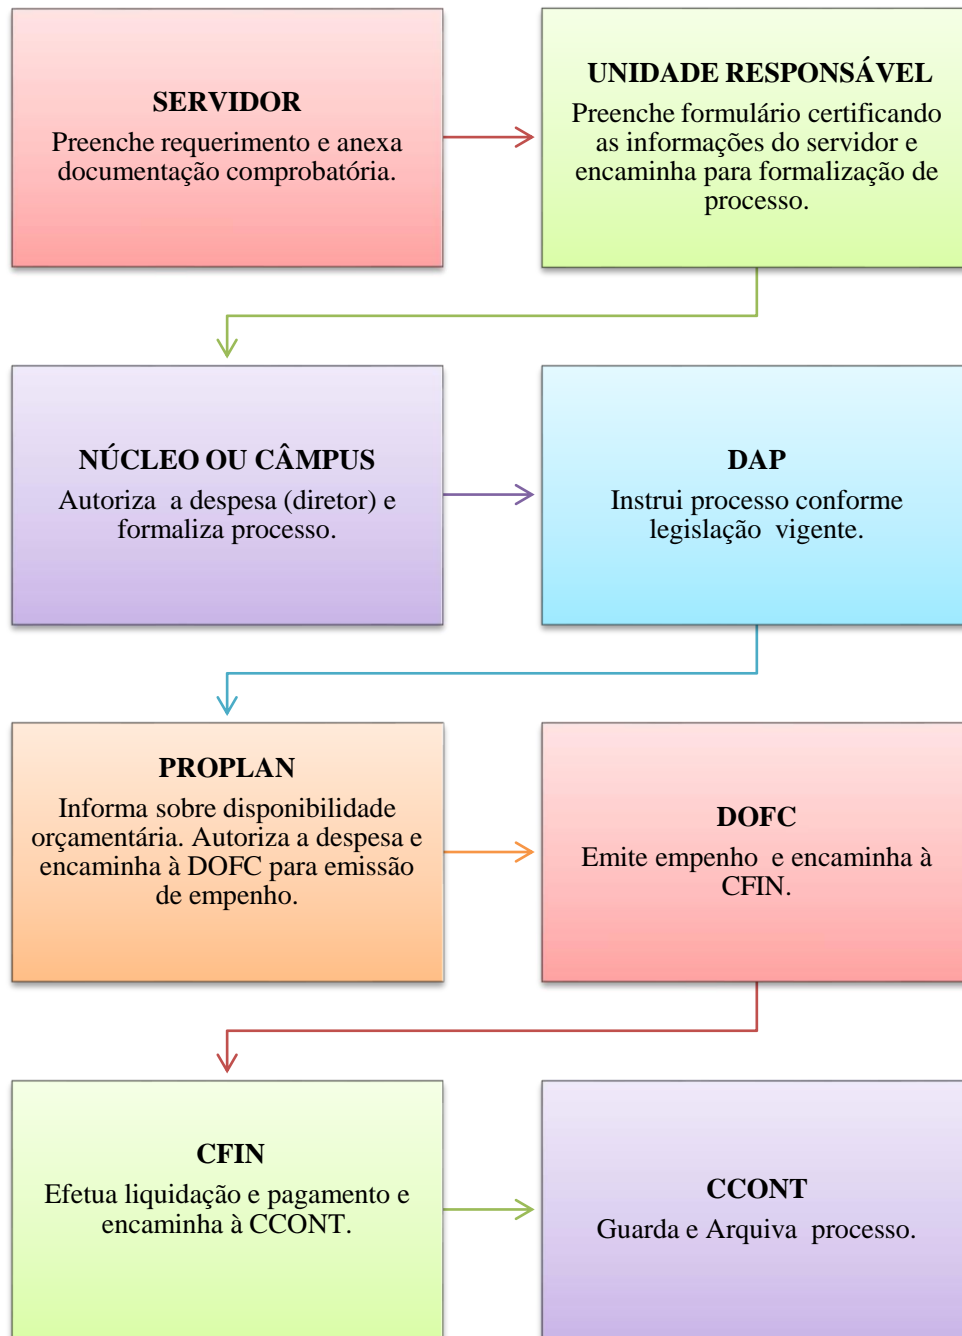 SERVIDOR
Preenche requerimento e anexa
documentação comprobatória.
UNIDADE RESPONSÁVEL
Preenche formulário certificando
as informações do servidor e
encaminha para formalização de
processo.
NÚCLEO OU CÂMPUS
Autoriza a despesa (diretor) e
formaliza processo.
DAP
Instrui processo conforme
legislação vigente.
PROPLAN
Informa sobre disponibilidade
orçamentária. Autoriza a despesa e
encaminha à DOFC para emissão
de empenho.
DOFC
Emite empenho e encaminha à
CFIN.
CFIN
Efetua liquidação e pagamento e
encaminha à CCONT.
CCONT
Guarda e Arquiva processo.